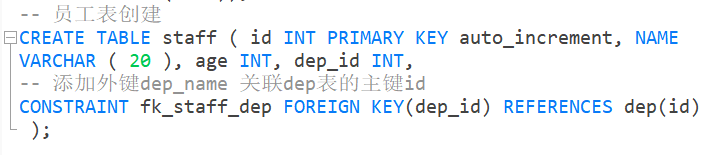 -- 员工表创建
CREATE TABLE staff ( id INT PRIMARY KEY auto_increment, NAME
VARCHAR ( 20 ), age INT, dep_id INT,
-- 添加外键dep_name 关联dep表的主键id
CONSTRAINT fk_staff_dep FOREIGN KEY(dep_id) REFERENCES dep(id)
);